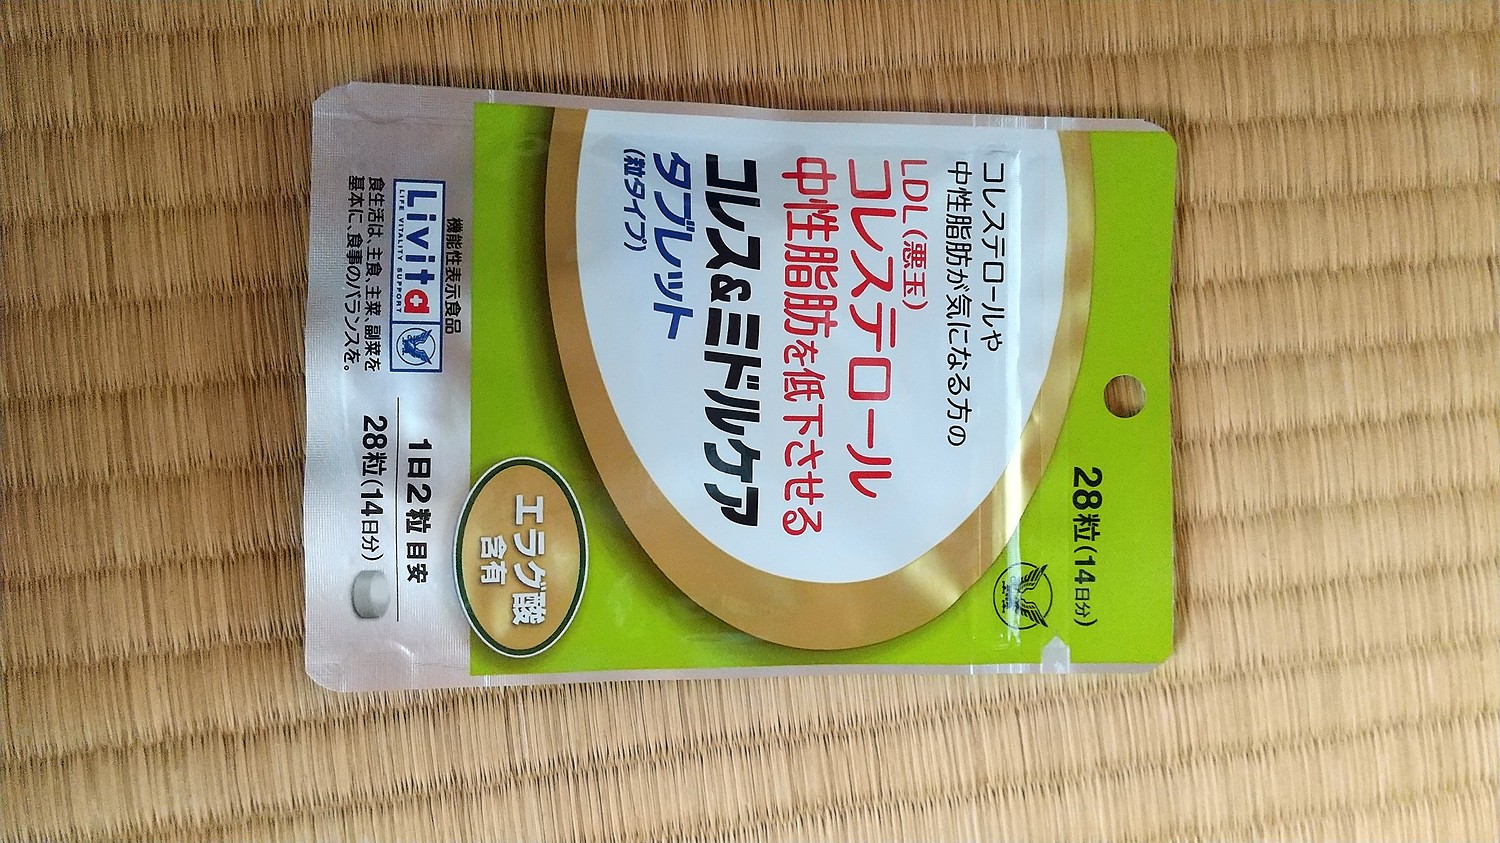 28粒(14日分)
コレステロールや
中性脂肪が気になる方の
LDL(悪玉)
コレステロール
中性脂肪を低下させる
コレス&ミドルケア
タブレット
(粒タイプ)
エラグ酸
含有
機能性表示食品
Livita
LIFE VITALITY SUPPORT
食生活は、主食、主菜、副菜を
基本に、食事のバランスを。
1日2粒目安
28粒(14日分)